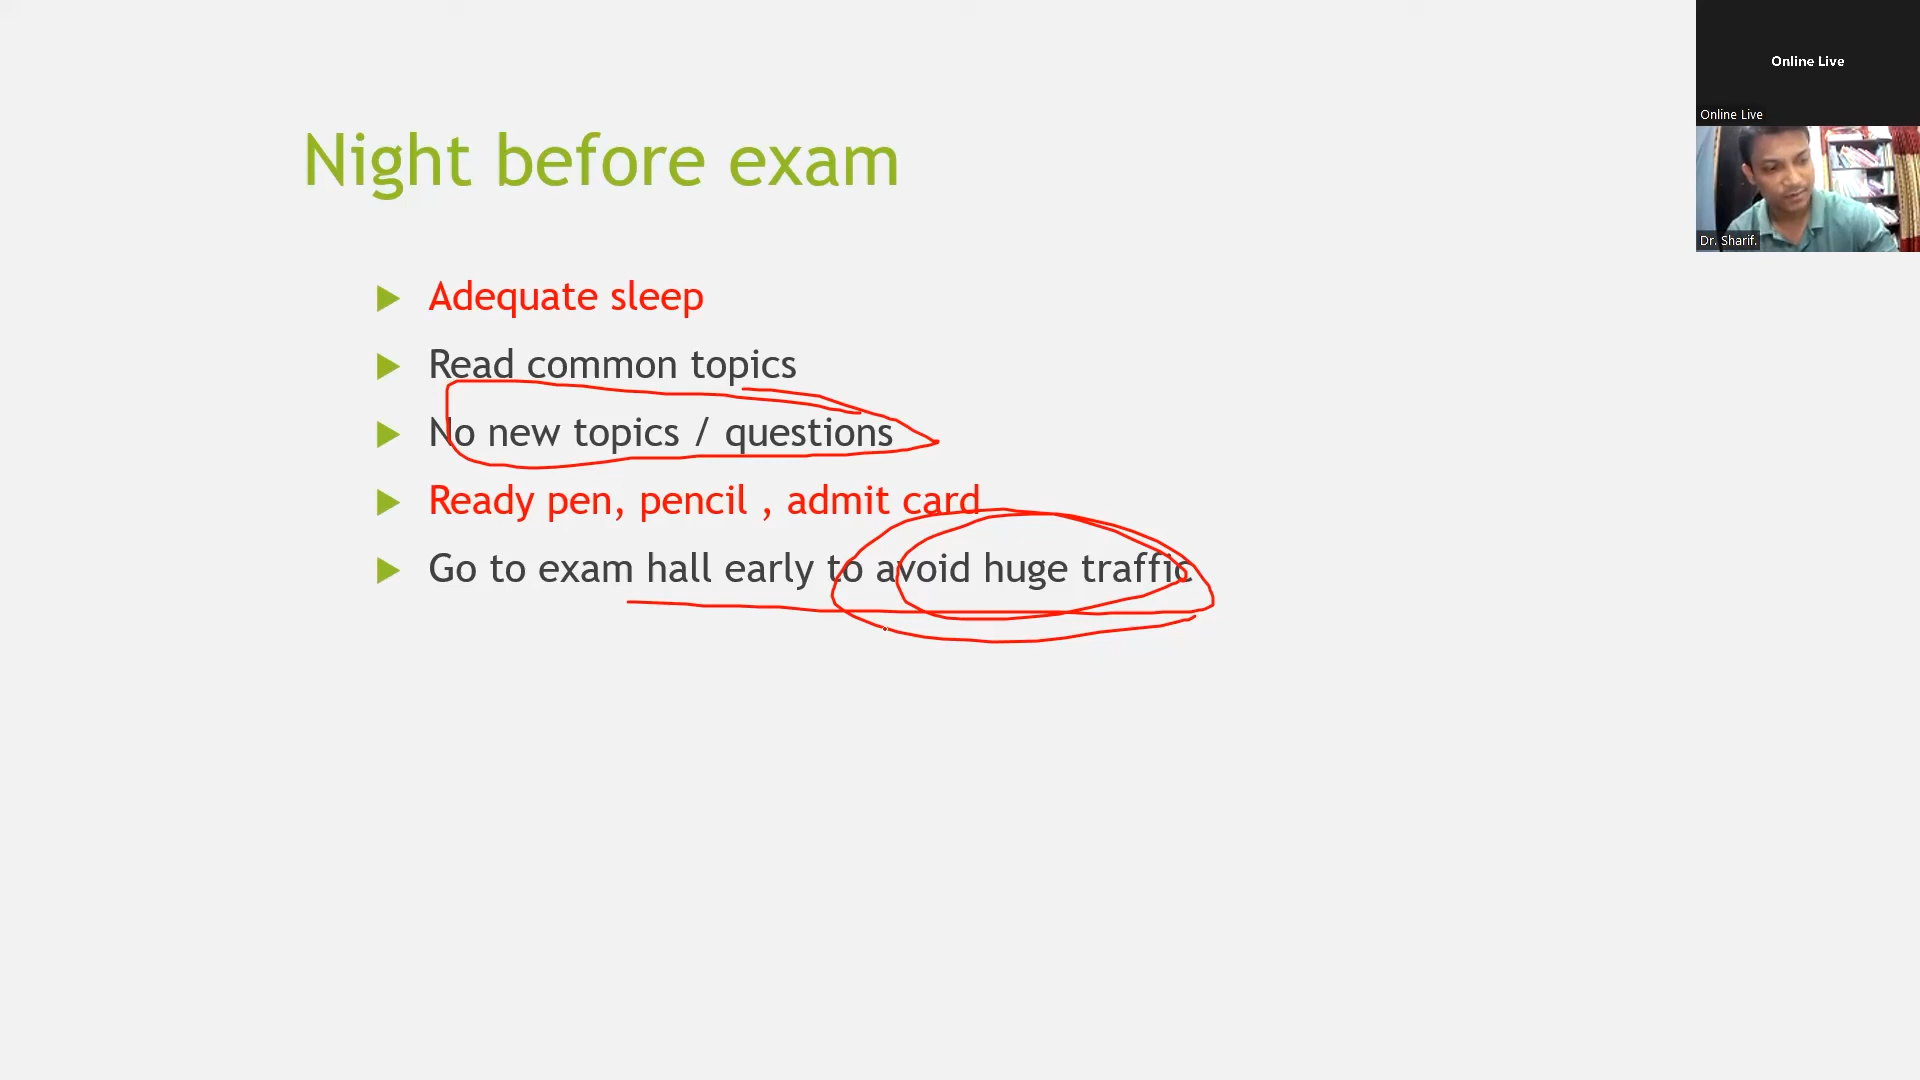 Online Live
Online Live
Dr. Sharif.
Night before exam
Adequate sleep
Read common topics
No new topics / questions
Ready pen, pencil , admit card
Go to exam hall early to avoid huge traffic